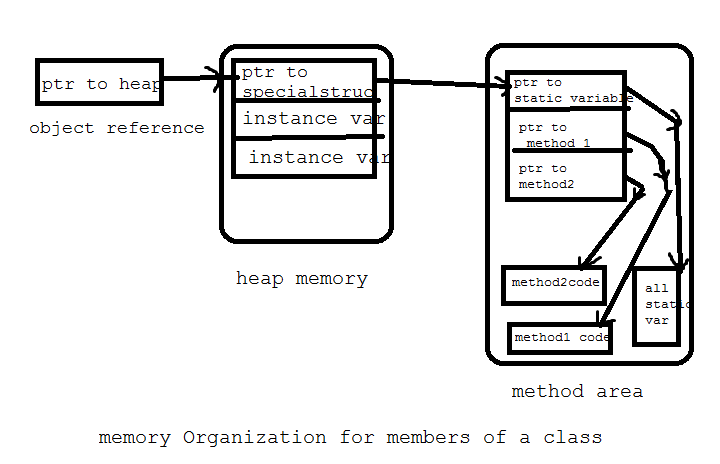 ptr to heap
object reference
ptr to
specialstruc
instance var
instance var
heap memory
ptr to
static variable
ptr to
method 1
ptr to
method2
method2code
method1 code
all
static
var
method area
memory Organization for members of a class